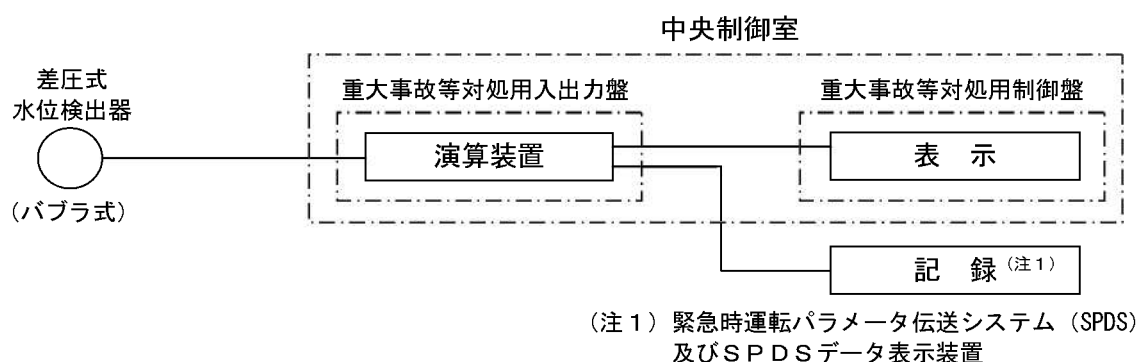 中央制御室
差圧式
水位検出器
(バブラ式)
重大事故等対処用入出力盤
演算装置
重大事故等対処用制御盤
表 示
記 録(注1)
(注1)緊急時運転パラメータ伝送システム(SPDS)
及びSPDSデータ表示装置